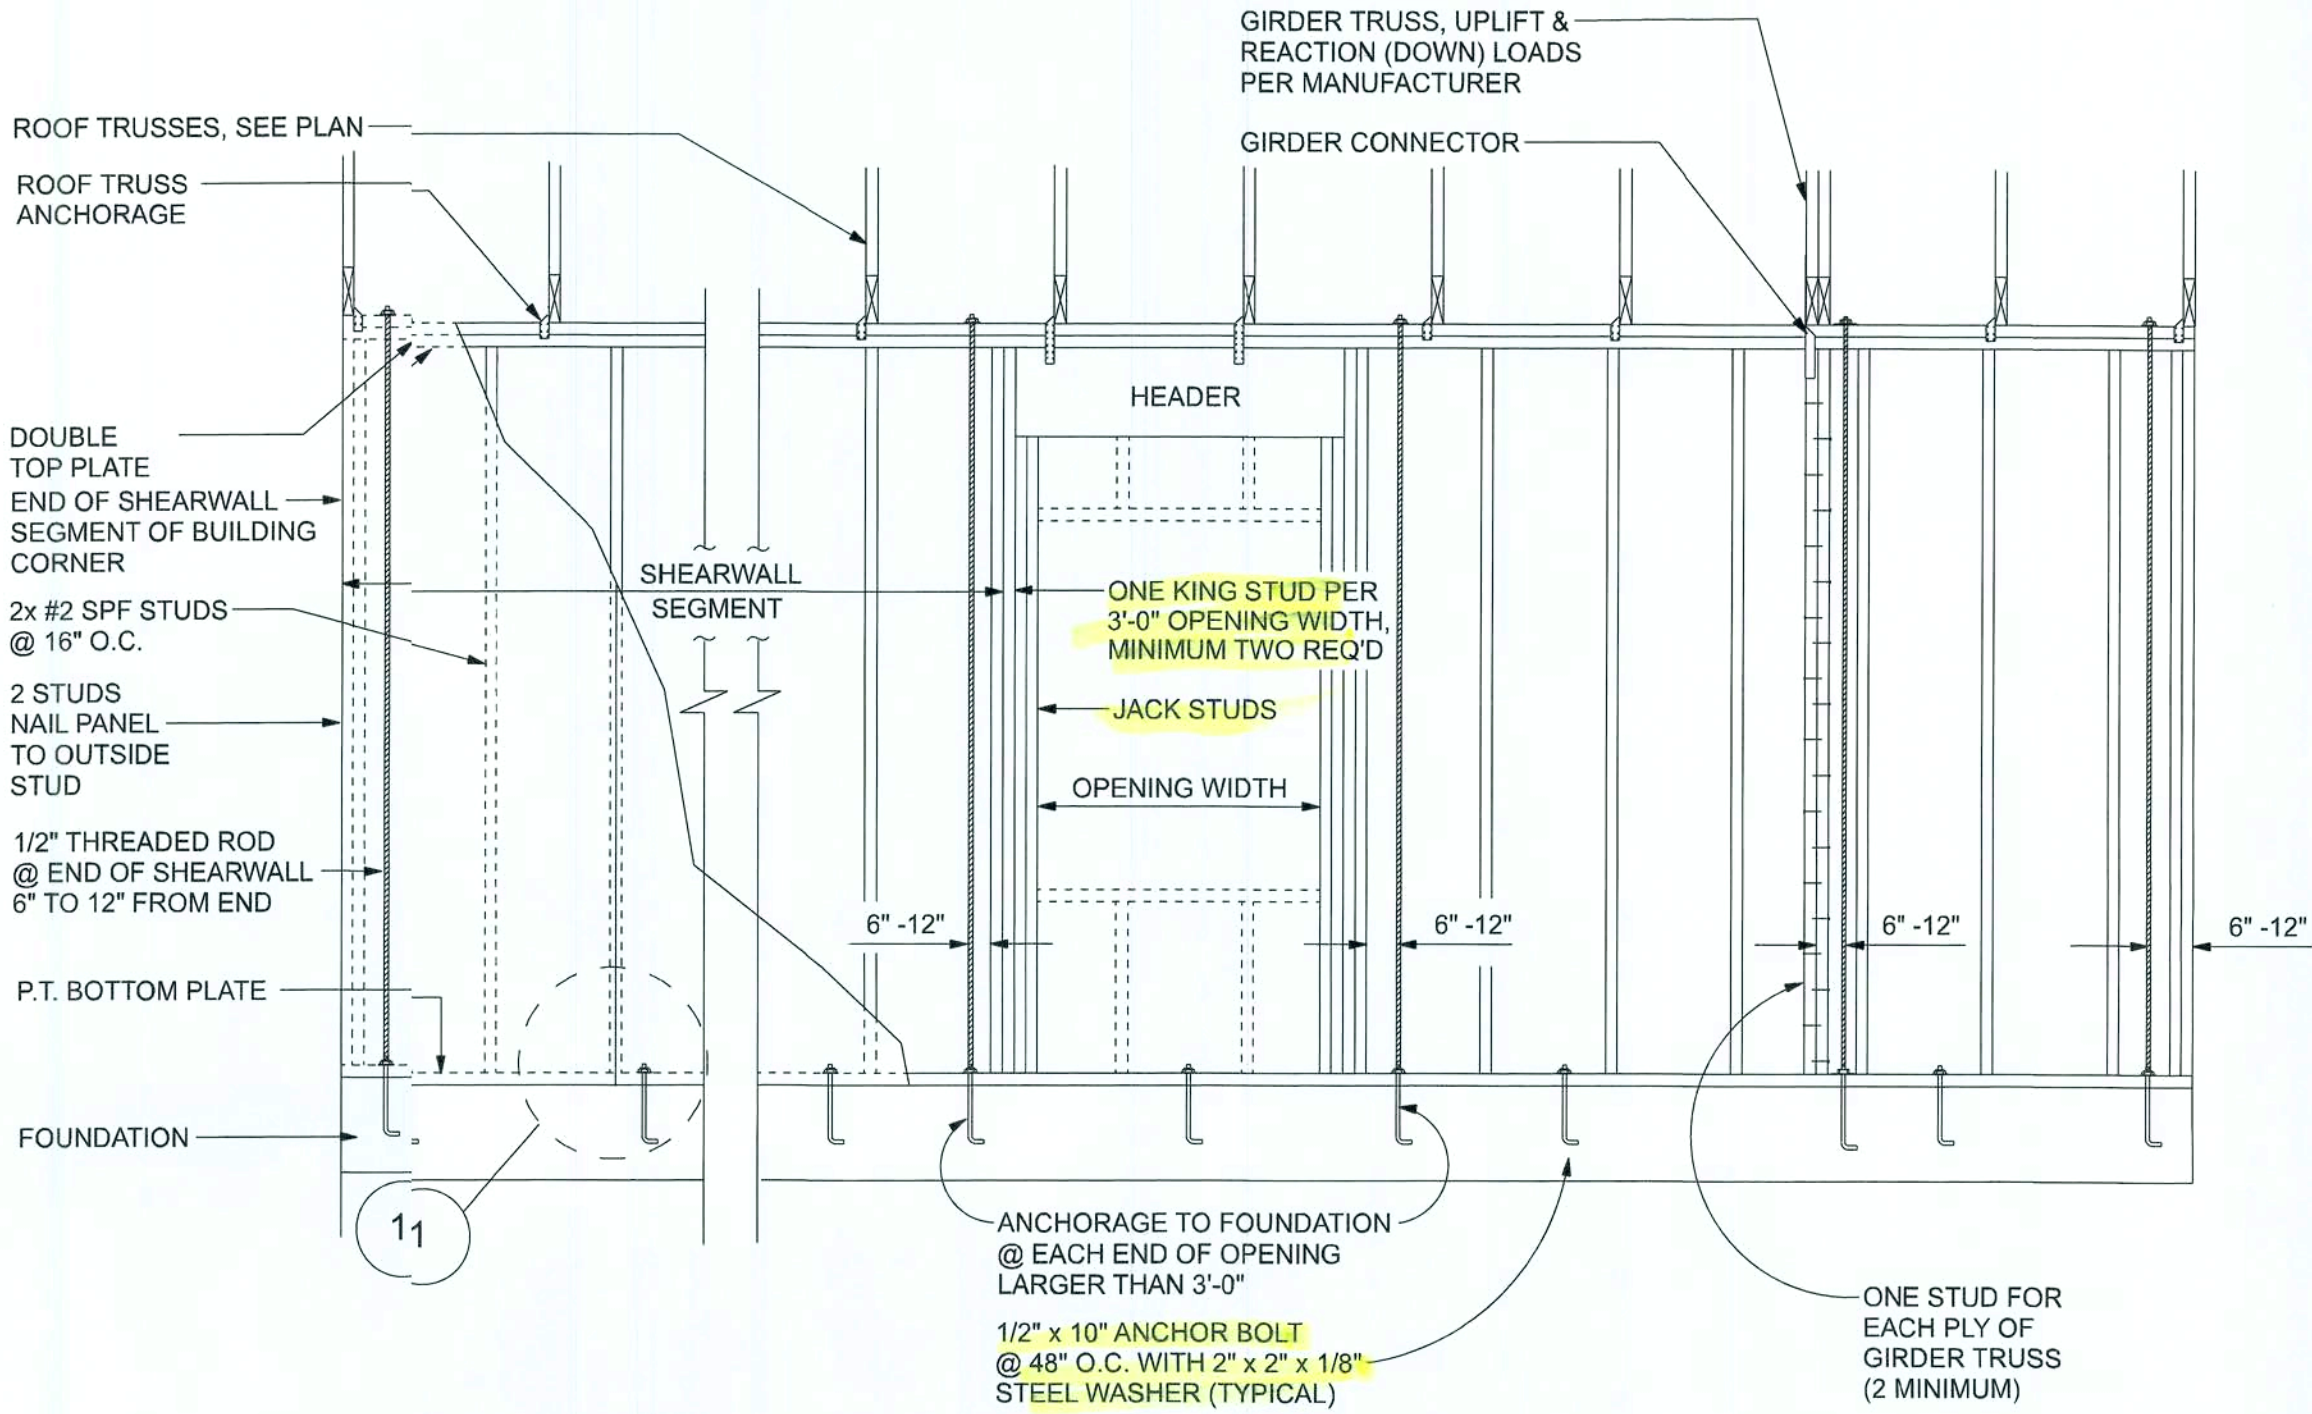 GIRDER TRUSS, UPLIFT &
REACTION (DOWN) LOADS
PER MANUFACTURER
GIRDER CONNECTOR
ROOF TRUSSES, SEE PLAN
ROOF TRUSS
ANCHORAGE
HEADER
DOUBLE
TOP PLATE
END OF SHEARWALL
SEGMENT OF BUILDING
CORNER
2x #2 SPF STUDS
@ 16" O.C.
2 STUDS
NAIL PANEL
TO OUTSIDE
STUD
1/2" THREADED ROD
@ END OF SHEARWALL
6" TO 12" FROM END
P.T. BOTTOM PLATE
FOUNDATION
11
SHEARWALL
SEGMENT
ONE KING STUD PER
3'-0" OPENING WIDTH,
MINIMUM TWO REQ'D
JACK STUDS
OPENING WIDTH
6" -12"
6" -12"
6" -12"
6" -12"
ANCHORAGE TO FOUNDATION
@ EACH END OF OPENING
LARGER THAN 3'-0"
1/2" x 10" ANCHOR BOLT
@ 48" O.C. WITH 2" x 2" x 1/8"
STEEL WASHER (TYPICAL)
ONE STUD FOR
EACH PLY OF
GIRDER TRUSS
(2 MINIMUM)